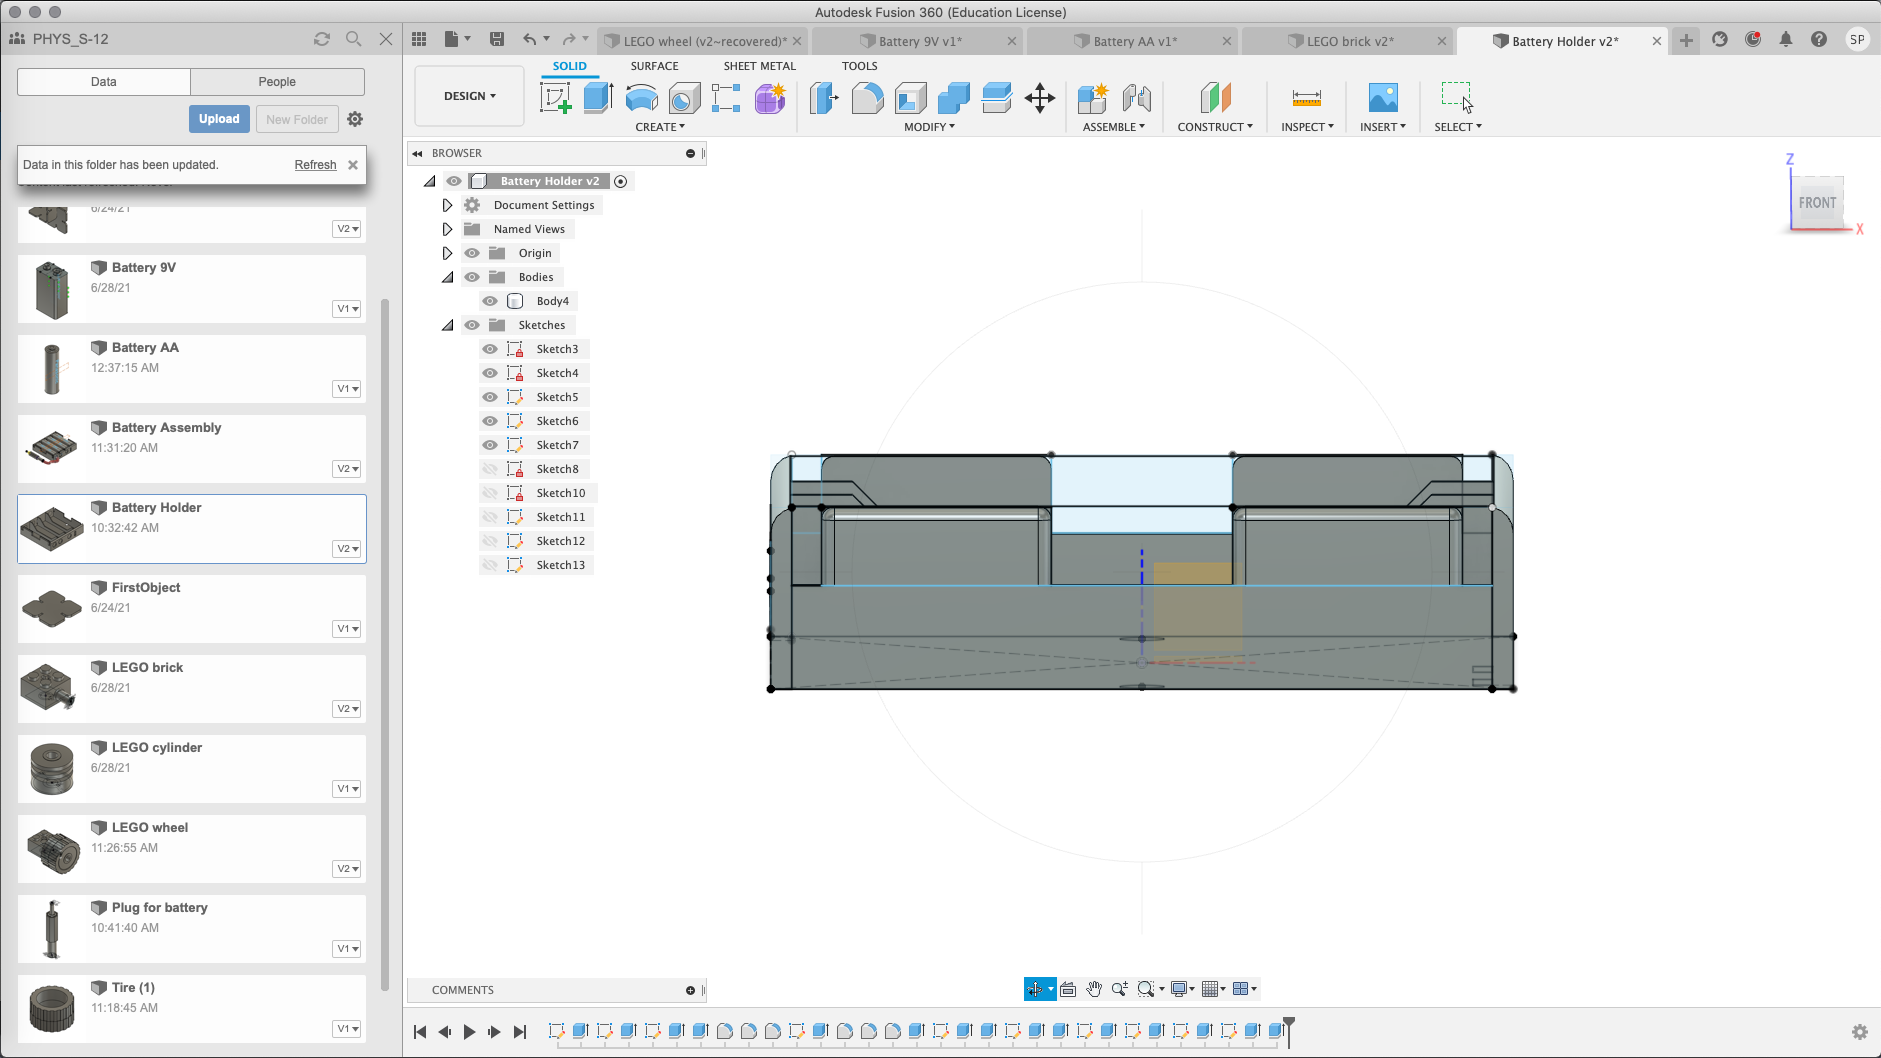 Autodesk Fusion 360 (Education License)
PHYS_S-12
LEGO wheel (v2~recovered)*
Battery 9V v1*
Battery AA v1*
LEGO brick v2*
Battery Holder v2*
SP
Data
People
Upload
New Folder
Data in this folder has been updated.
Refresh
6/24/21
V2
Battery 9V
6/28/21
V1
Battery AA
12:37:15 AM
V1
Battery Assembly
11:31:20 AM
V2
Battery Holder
10:32:42 AM
V2
FirstObject
6/24/21
V1
LEGO brick
6/28/21
V2
LEGO cylinder
6/28/21
V1
LEGO wheel
11:26:55 AM
V2
Plug for battery
10:41:40 AM
V1
Tire (1)
11:18:45 AM
V1
DESIGN
SOLID
SURFACE
SHEET METAL
TOOLS
CREATE
MODIFY
ASSEMBLE
CONSTRUCT
INSPECT
INSERT
SELECT
BROWSER
Battery Holder v2
Document Settings
Named Views
Origin
Bodies
Body4
Sketches
Sketch3
Sketch4
Sketch5
Sketch6
Sketch7
Sketch8
Sketch10
Sketch11
Sketch12
Sketch13
Z
FRONT
X
COMMENTS